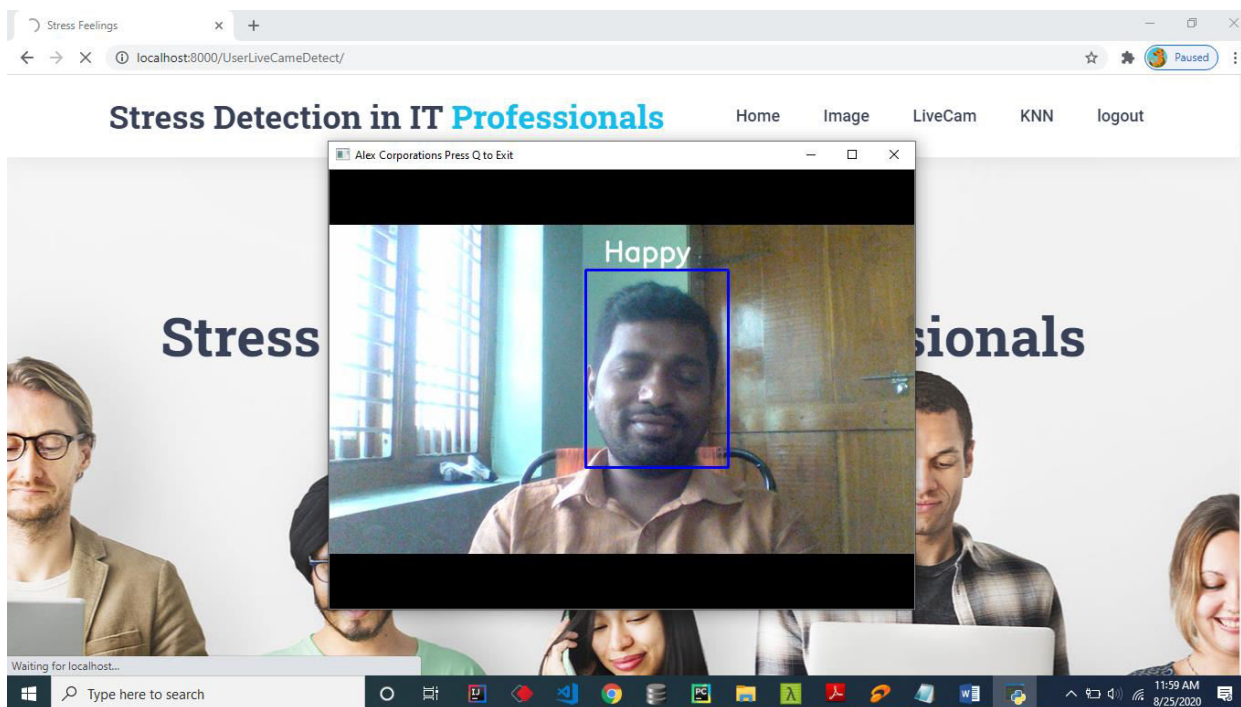 Stress Feelings
localhost:8000/UserLiveCameDetect/
Paused
Stress Detection in IT Professionals
Home
Image
LiveCam
KNN
logout
Alex Corporations Press Q to Exit
Happy
Stress
sionals
Waiting for localhost...
Type here to search
11:59 AM
8/25/2020